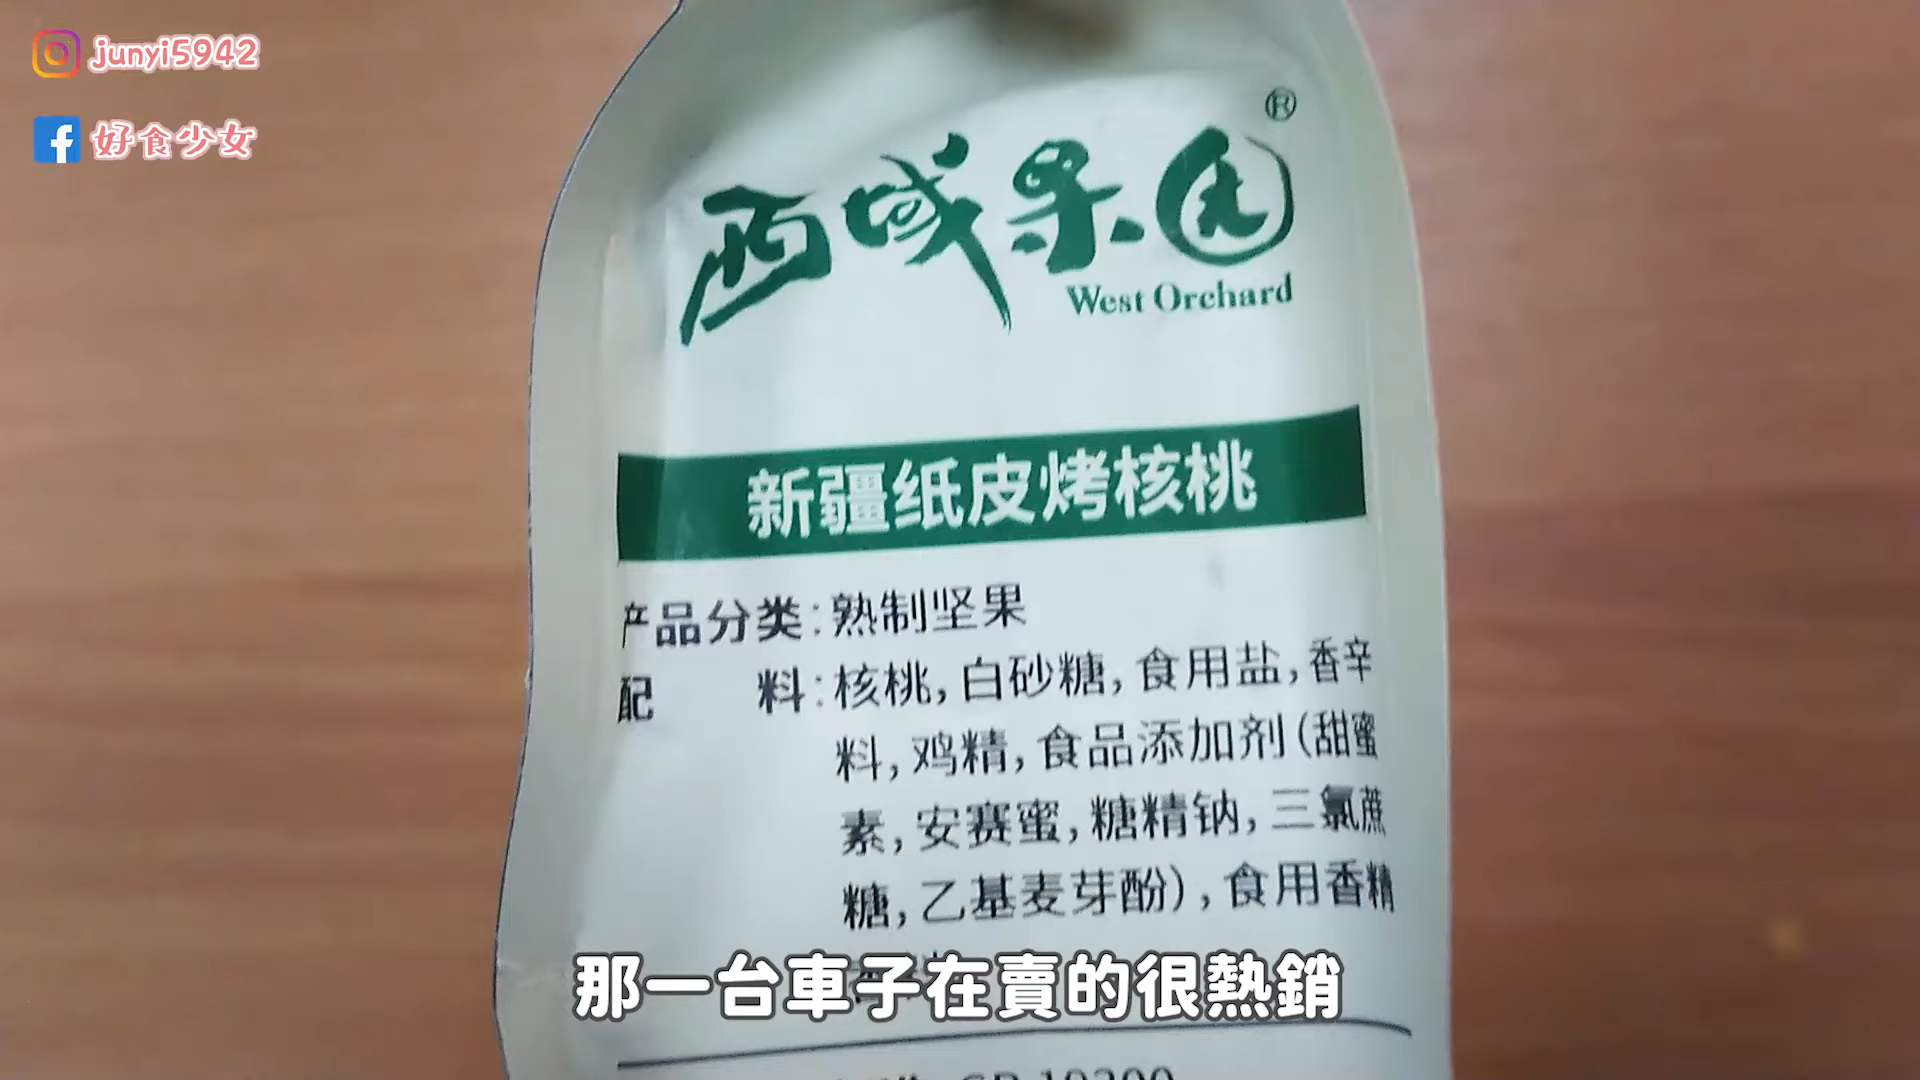 junyi5942
好食少女
西域果园®
West Orchard
新疆纸皮烤核桃
产品分类：熟制坚果
配料：核桃，白砂糖，食用盐，香辛
料，鸡精，食品添加剂（甜蜜
素，安赛蜜，糖精钠，三氯蔗
糖，乙基麦芽酚），食用香精
那一台車子在賣的很熱銷